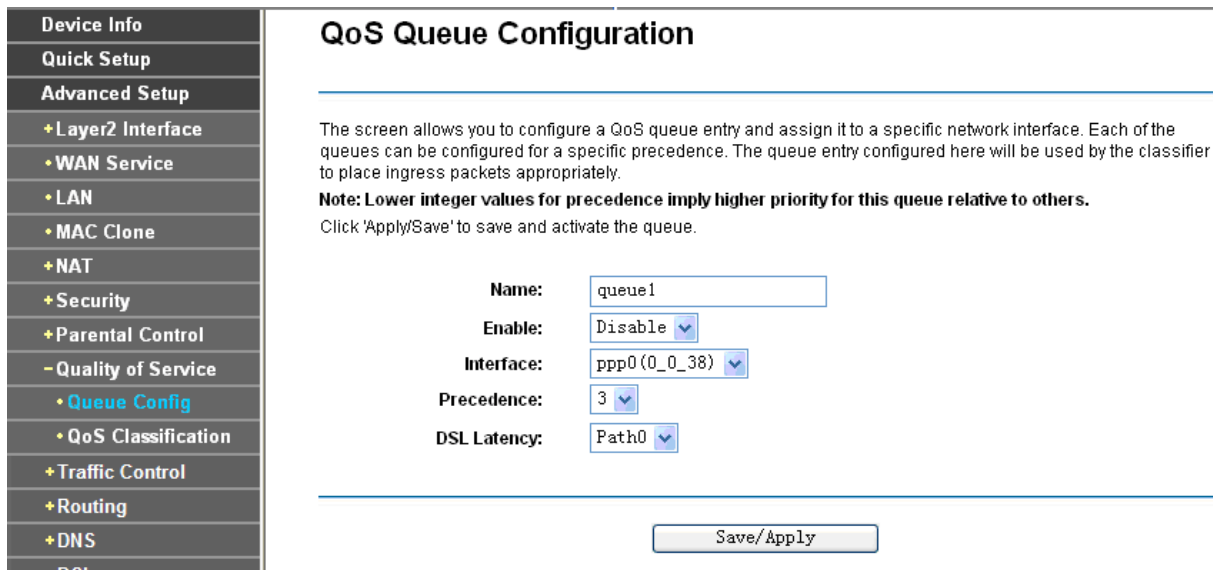 Device Info
Quick Setup
Advanced Setup
+Layer2 Interface
•WAN Service
•LAN
•MAC Clone
+NAT
+Security
+Parental Control
-Quality of Service
•Queue Config
•QoS Classification
+Traffic Control
+Routing
+DNS
QoS Queue Configuration
The screen allows you to configure a QoS queue entry and assign it to a specific network interface. Each of the
queues can be configured for a specific precedence. The queue entry configured here will be used by the classifier
to place ingress packets appropriately.
Note: Lower integer values for precedence imply higher priority for this queue relative to others.
Click 'Apply/Save' to save and activate the queue.
Name: queue1
Enable: Disable
Interface: ppp0(0_0_38)
Precedence: 3
DSL Latency: Path0
Save/Apply